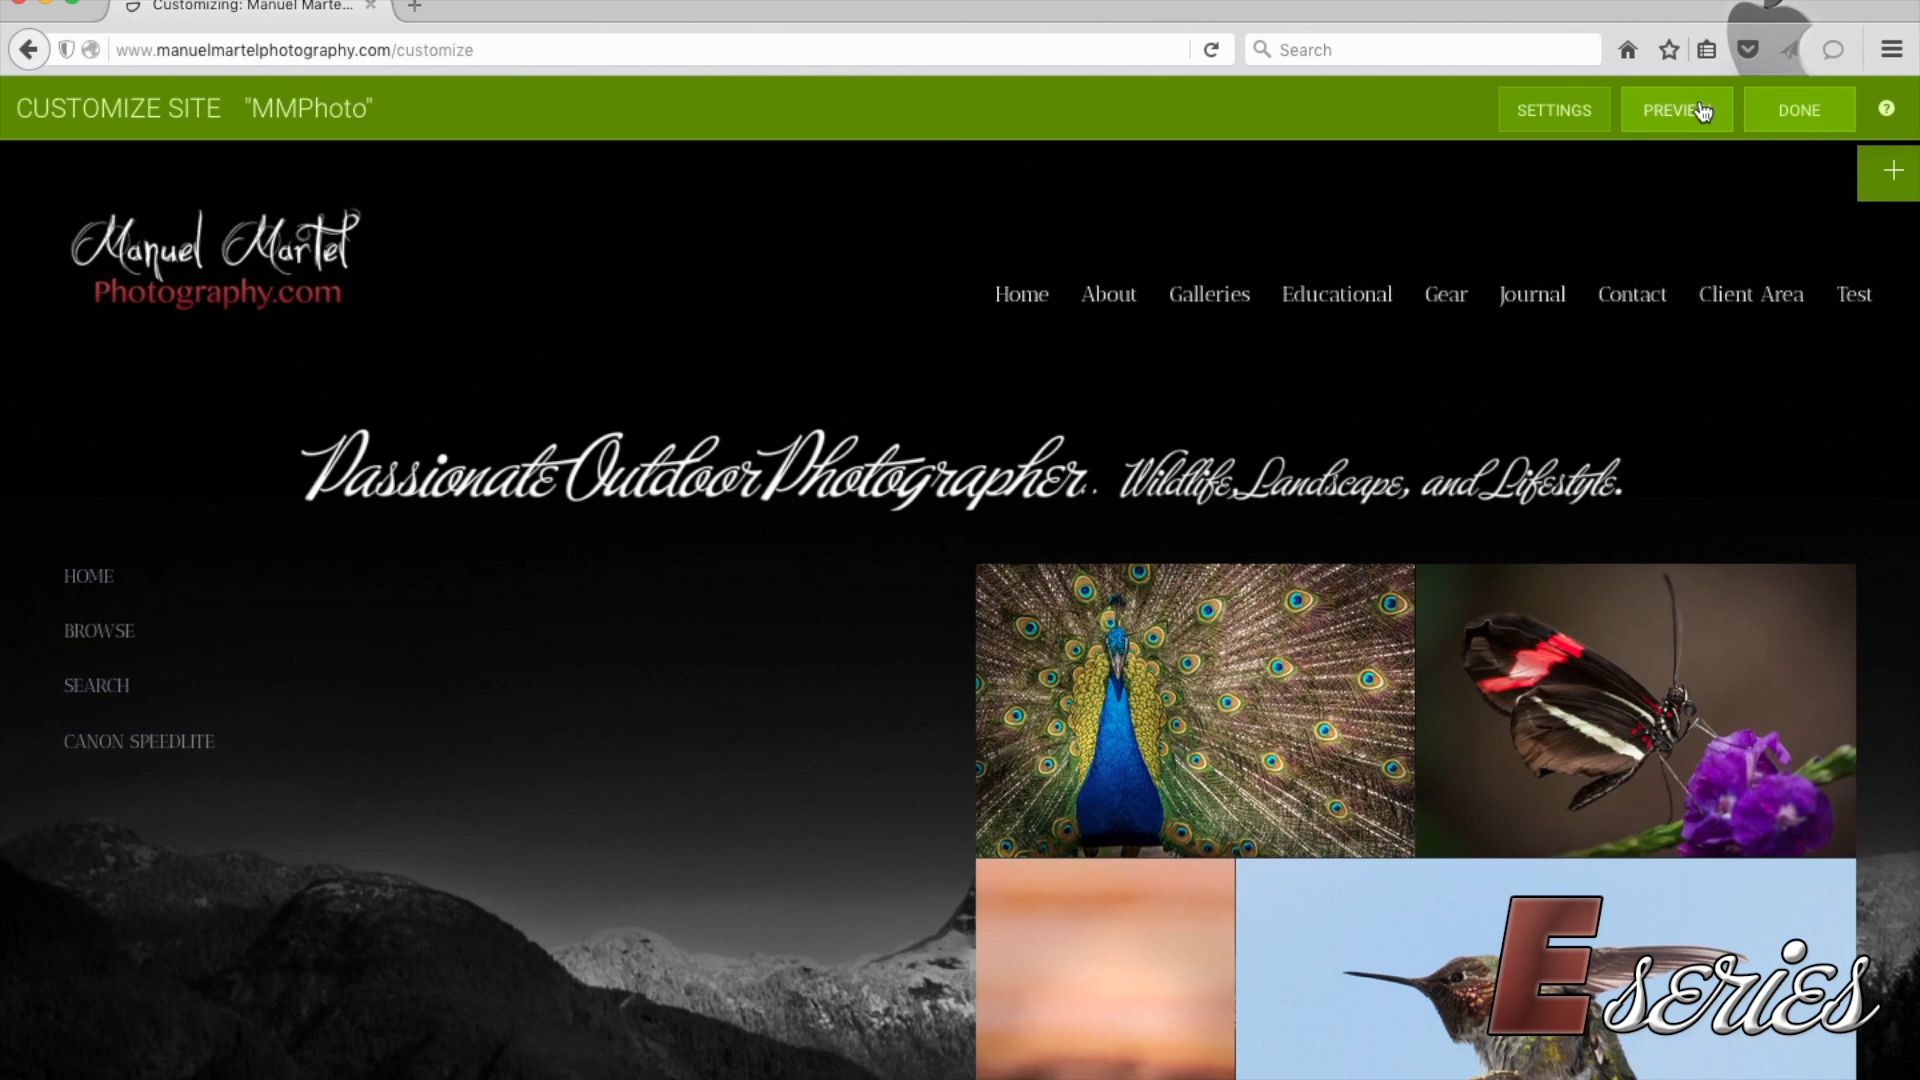 Customizing: Manuel Marte...
www.manuelmartelphotography.com/customize
Search
CUSTOMIZE SITE "MMPhoto"
SETTINGS
PREVIEW
DONE
Manuel Martel
Photography.com
Home About Galleries Educational Gear Journal Contact Client Area Test
Passionate Outdoor Photographer.. Wildlife, Landscape, and Lifestyle.
HOME
BROWSE
SEARCH
CANON SPEEDLITE
E series